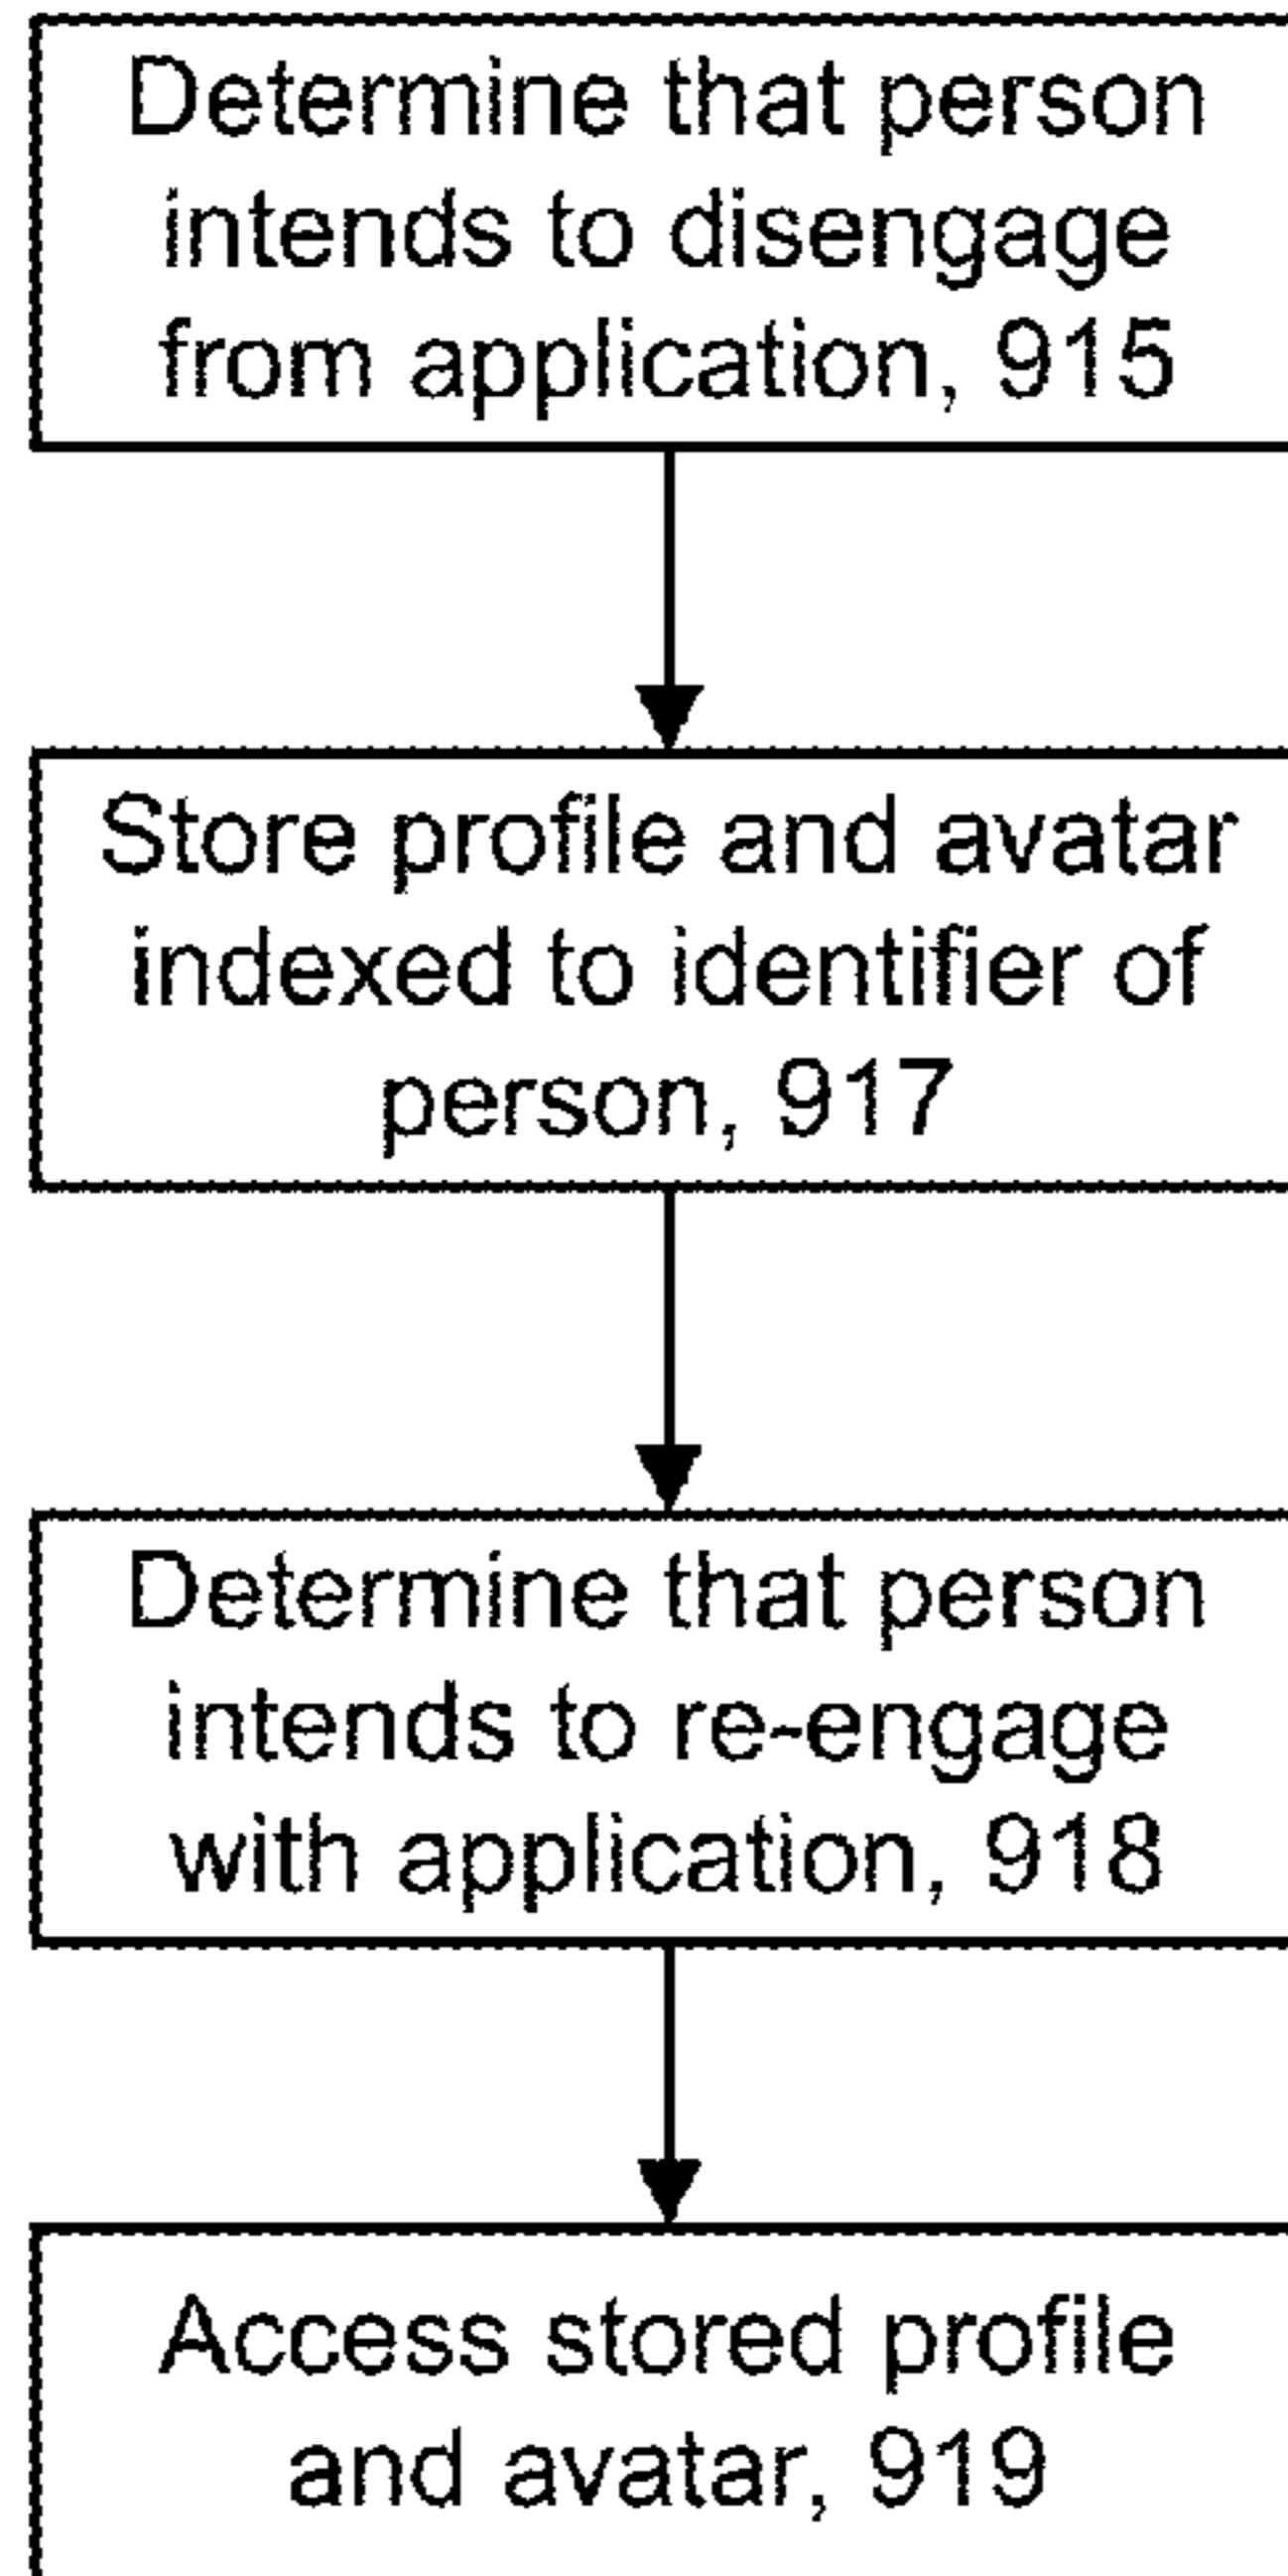 Determine that person
intends to disengage
from application, 915
Store profile and avatar
indexed to identifier of
person, 917
Determine that person
intends to re-engage
with application, 918
Access stored profile
and avatar, 919